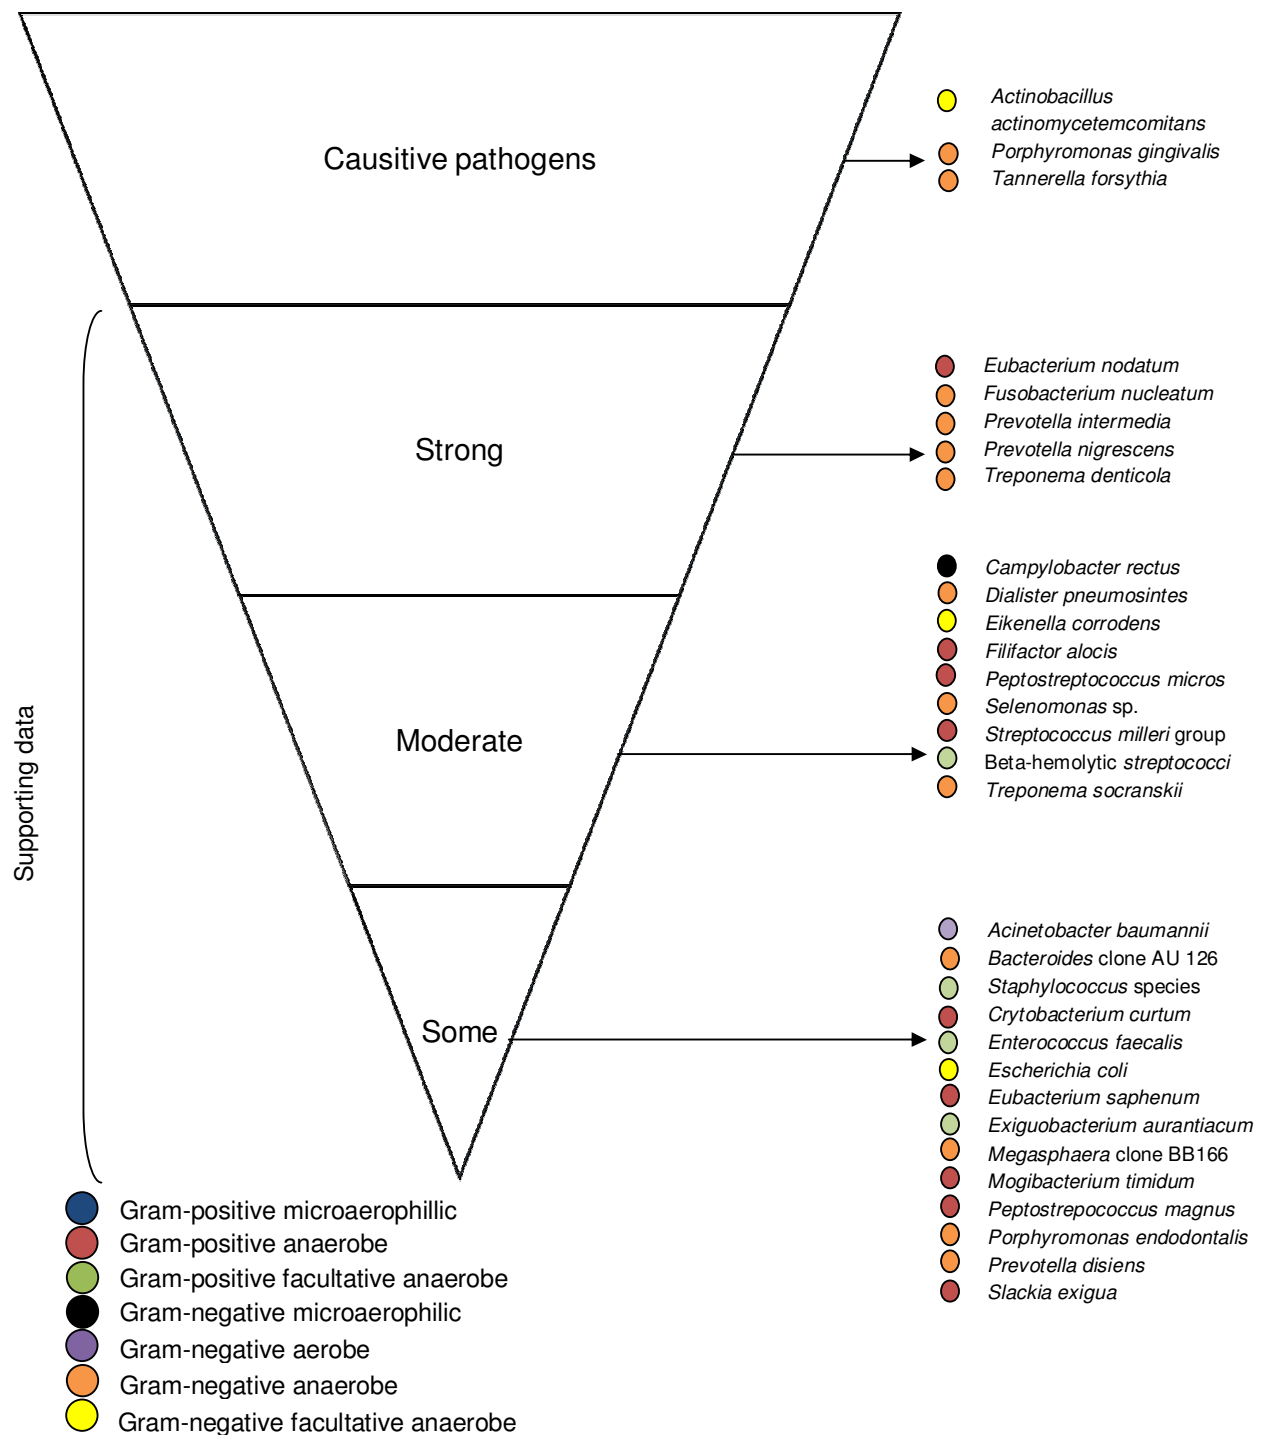 Causitive pathogens
Actinobacillus
actinomycetemcomitans
Porphyromonas gingivalis
Tannerella forsythia
Strong
Eubacterium nodatum
Fusobacterium nucleatum
Prevotella intermedia
Prevotella nigrescens
Treponema denticola
Moderate
Campylobacter rectus
Dialister pneumosintes
Eikenella corrodens
Filifactor alocis
Peptostreptococcus micros
Selenomonas sp.
Streptococcus milleri group
Beta-hemolytic streptococci
Treponema socranskii
Supporting data
Some
Acinetobacter baumannii
Bacteroides clone AU 126
Staphylococcus species
Crytobacterium curtum
Enterococcus faecalis
Escherichia coli
Eubacterium saphenum
Exiguobacterium aurantiacum
Megasphaera clone BB166
Mogibacterium timidum
Peptostrepococcus magnus
Porphyromonas endodontalis
Prevotella disiens
Slackia exigua
Gram-positive microaerophillic
Gram-positive anaerobe
Gram-positive facultative anaerobe
Gram-negative microaerophilic
Gram-negative aerobe
Gram-negative anaerobe
Gram-negative facultative anaerobe